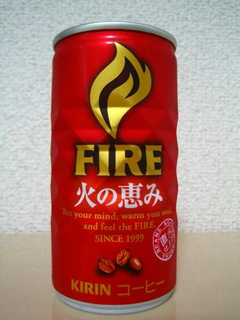 FIRE
火の恵み
your mind, warm your soul,
and feel the FIRE
SINCE 1999
KIRIN コーヒー